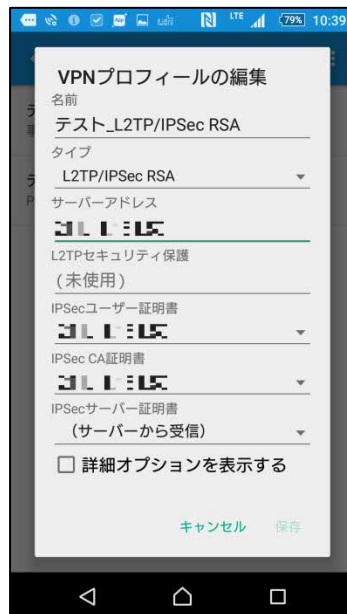 LTE 79% 10:39
VPNプロフィールの編集
名前
テスト_L2TP/IPSec RSA
タイプ
L2TP/IPSec RSA
サーバーアドレス
L2TPセキュリティ保護
(未使用)
IPSecユーザー証明書
IPSec CA証明書
IPSecサーバー証明書
(サーバーから受信)
詳細オプションを表示する
キャンセル 保存